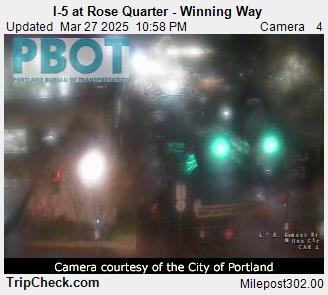 I-5 at Rose Quarter - Winning Way
Updated Mar 27 2025 10:58 PM Camera 4
PBOT
PORTLAND BUREAU OF TRANSPORTATION
Camera courtesy of the City of Portland
TripCheck.com Milepost302.00